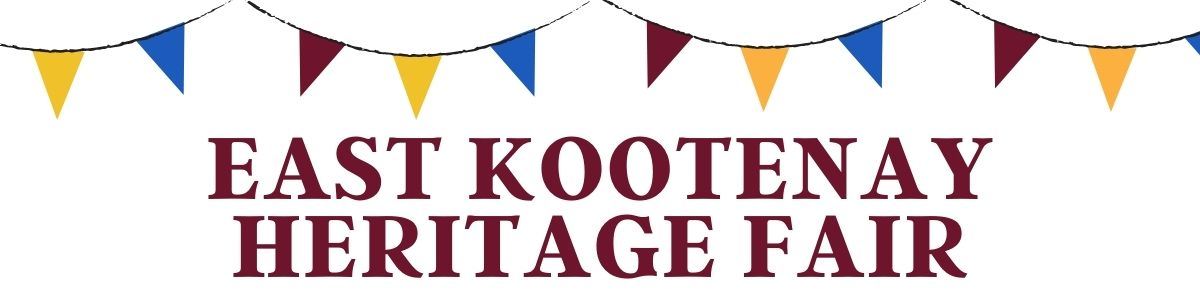 EAST KOOTENAY
HERITAGE FAIR